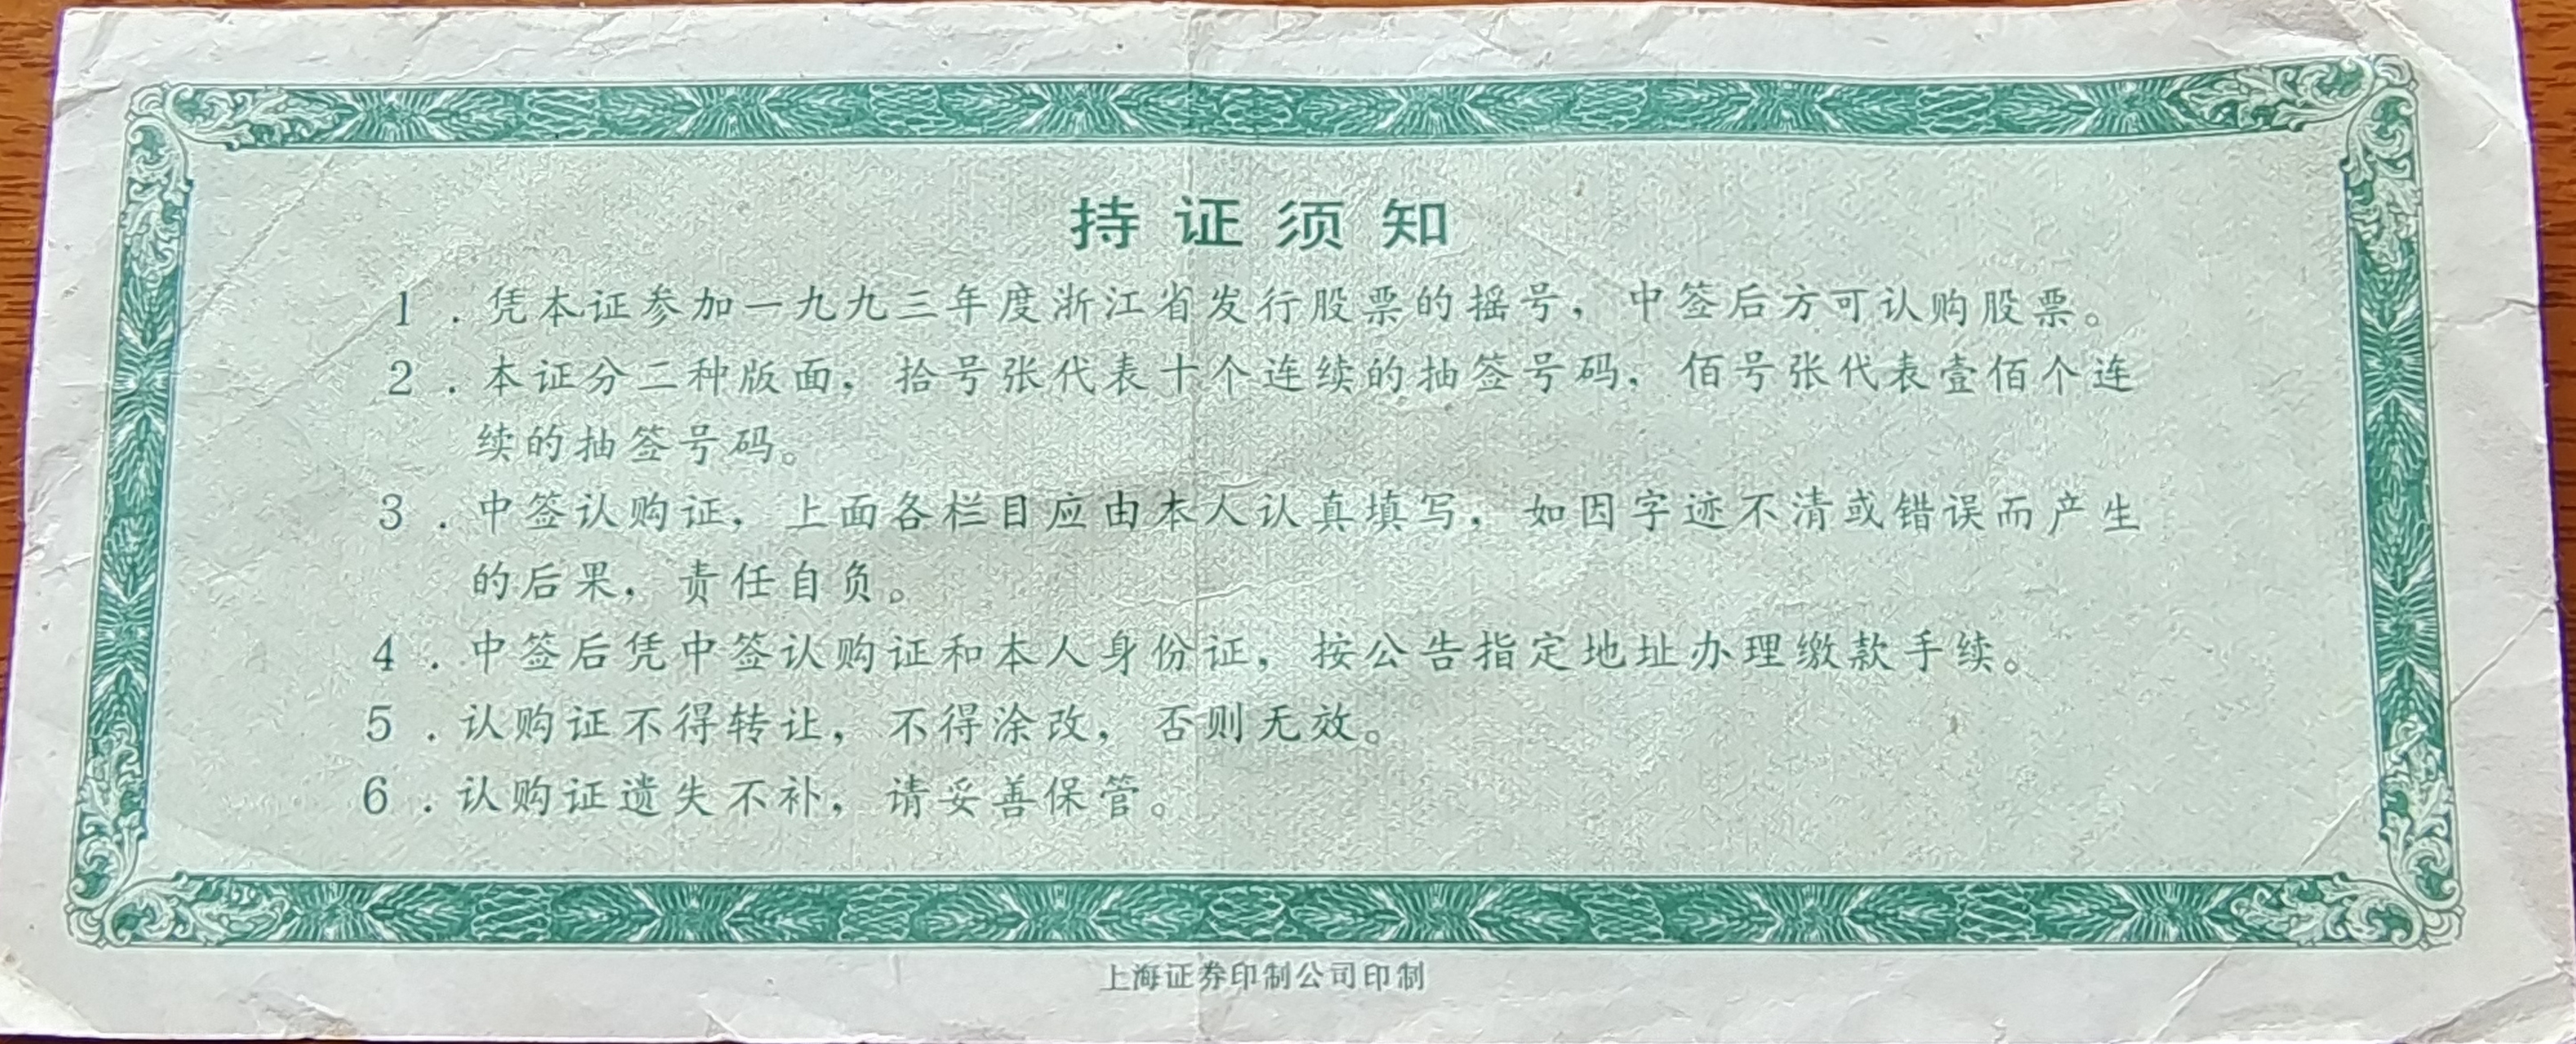 持证须知
1．凭本证参加一九九三年度浙江省发行股票的摇号，中签后方可认购股票。
2．本证分二种版面，拾号张代表十个连续的抽签号码，佰号张代表壹佰个连
续的抽签号码。
3．中签认购证，上面各栏目应由本人认真填写，如因字迹不清或错误而产生
的后果，责任自负。
4．中签后凭中签认购证和本人身份证，按公告指定地址办理缴款手续。
5．认购证不得转让，不得涂改，否则无效。
6．认购证遗失不补，请妥善保管。
上海证券印制公司印制